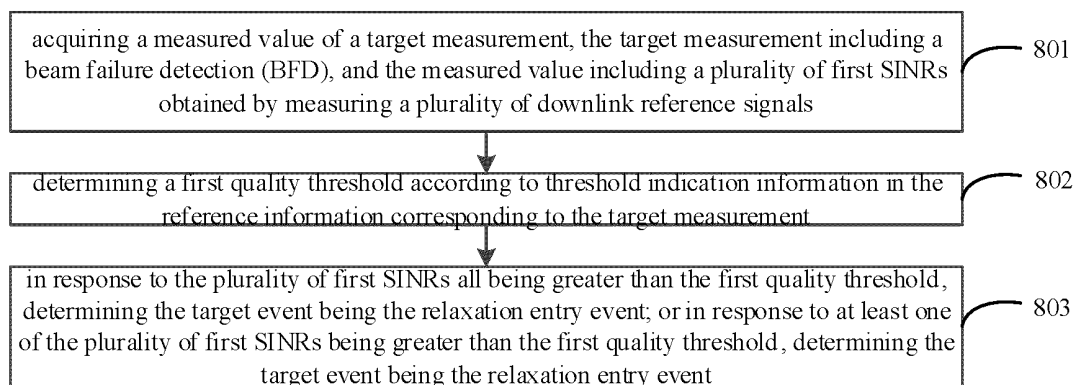 acquiring a measured value of a target measurement, the target measurement including a
beam failure detection (BFD), and the measured value including a plurality of first SINRs
obtained by measuring a plurality of downlink reference signals
801
determining a first quality threshold according to threshold indication information in the
reference information corresponding to the target measurement
802
in response to the plurality of first SINRs all being greater than the first quality threshold,
determining the target event being the relaxation entry event; or in response to at least one
of the plurality of first SINRs being greater than the first quality threshold, determining the
target event being the relaxation entry event
803